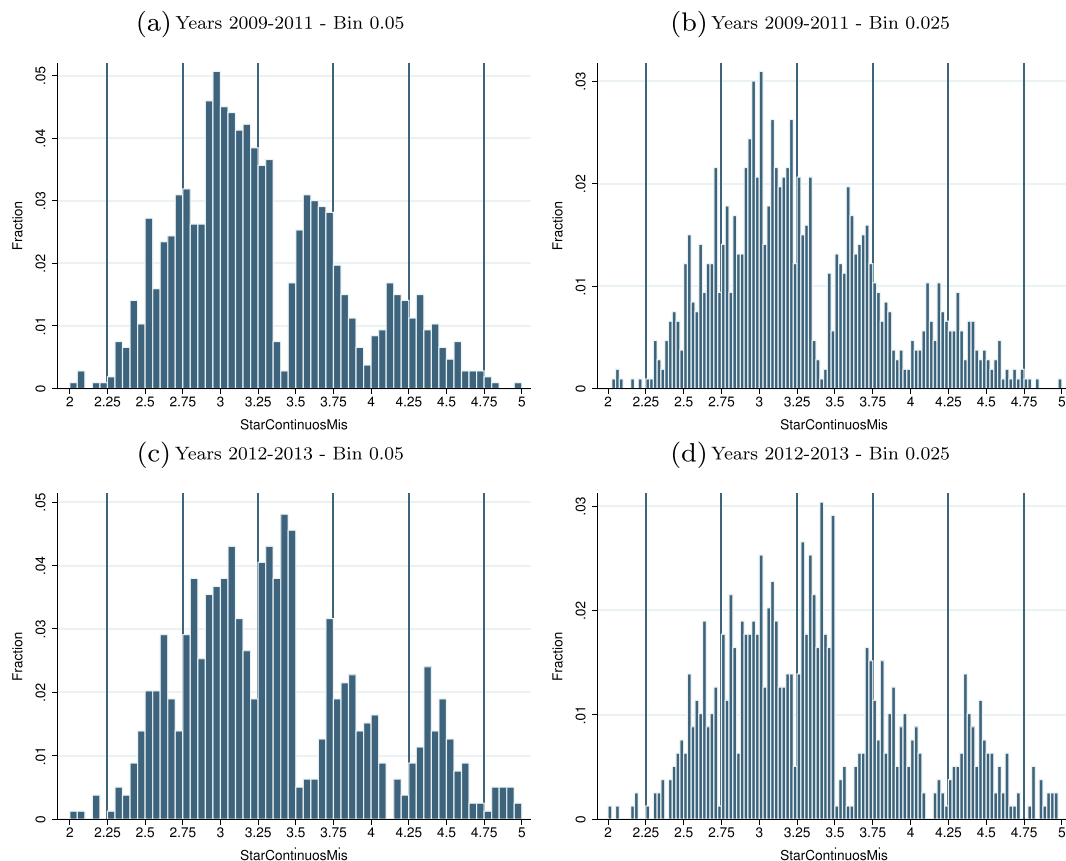 (a) Years 2009-2011 - Bin 0.05
(b) Years 2009-2011 - Bin 0.025
Fraction
0 .01 .02 .03 .04 .05
2 2.25 2.5 2.75 3 3.25 3.5 3.75 4 4.25 4.5 4.75 5
StarContinuosMis
Fraction
0 .01 .02 .03
2 2.25 2.5 2.75 3 3.25 3.5 3.75 4 4.25 4.5 4.75 5
StarContinuosMis
(c) Years 2012-2013 - Bin 0.05
(d) Years 2012-2013 - Bin 0.025
Fraction
0 .01 .02 .03 .04 .05
2 2.25 2.5 2.75 3 3.25 3.5 3.75 4 4.25 4.5 4.75 5
StarContinuosMis
Fraction
0 .01 .02 .03
2 2.25 2.5 2.75 3 3.25 3.5 3.75 4 4.25 4.5 4.75 5
StarContinuosMis